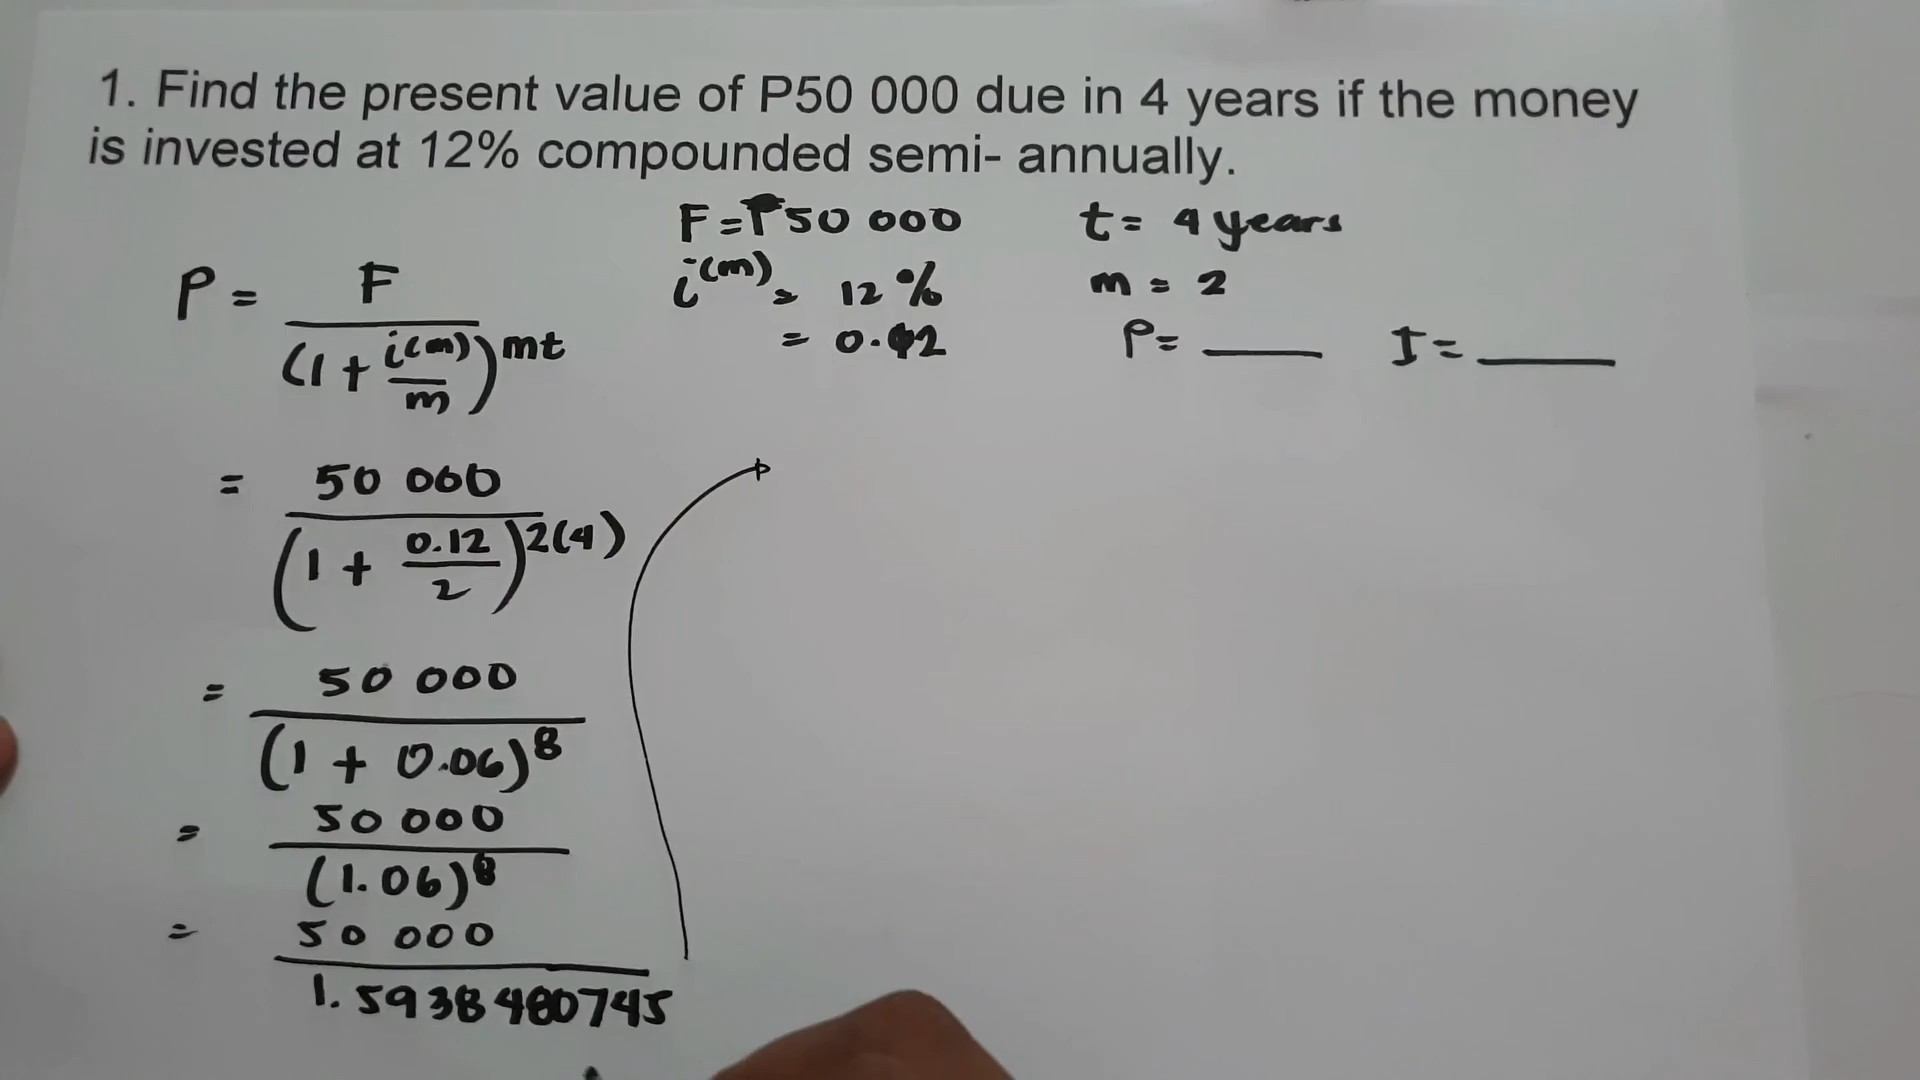 1. Find the present value of P50 000 due in 4 years if the money
is invested at 12% compounded semi- annually.
F = P50 000
t = 4 years
i^(m) = 12 %
m = 2
= 0.12
P = ____ I = ____
P = F / (1 + i^(m)/m)^mt
= 50 000 / (1 + 0.12/2)^2(4)
= 50 000 / (1 + 0.06)^8
= 50 000 / (1.06)^8
= 50 000 / 1.5938480745